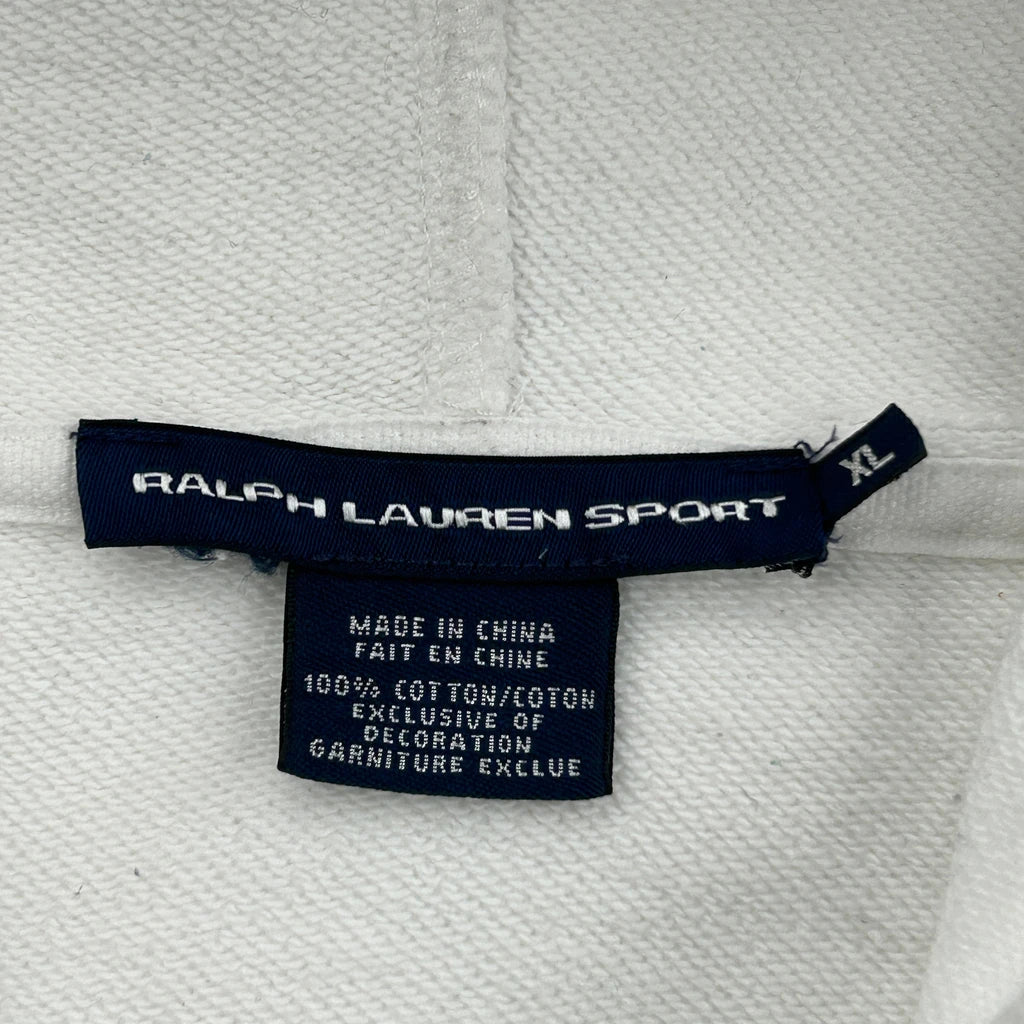 RALPH LAUREN SPORT
XL
MADE IN CHINA
FAIT EN CHINE
100% COTTON/COTON
EXCLUSIVE OF
DECORATION
GARNITURE EXCLUE